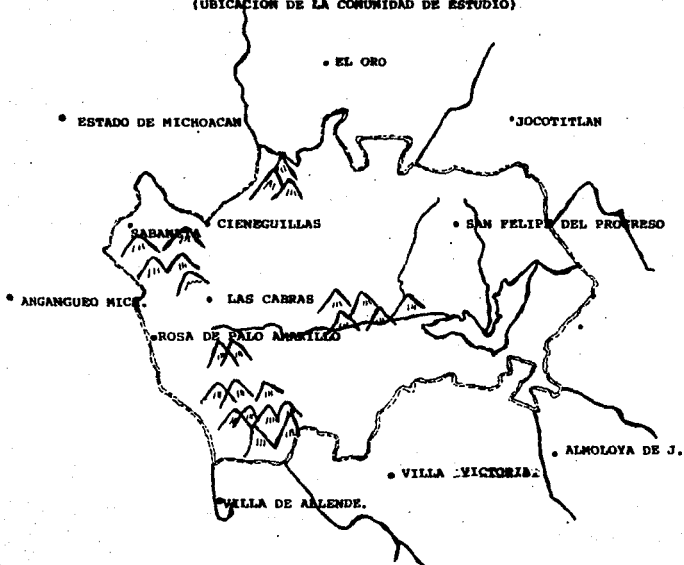 (UBICACION DE LA COMUNIDAD DE ESTUDIO)
EL ORO
ESTADO DE MICHOACAN
JOCOTITLAN
CIENEGUILLAS
SAN FELIPE DEL PROGRESO
SABANETA
LAS CABRAS
ANGANGUEO MICH.
ROSA DE PALO AMARILLO
ALMOLOYA DE J.
VILLA VICTORIA
VILLA DE ALLENDE.